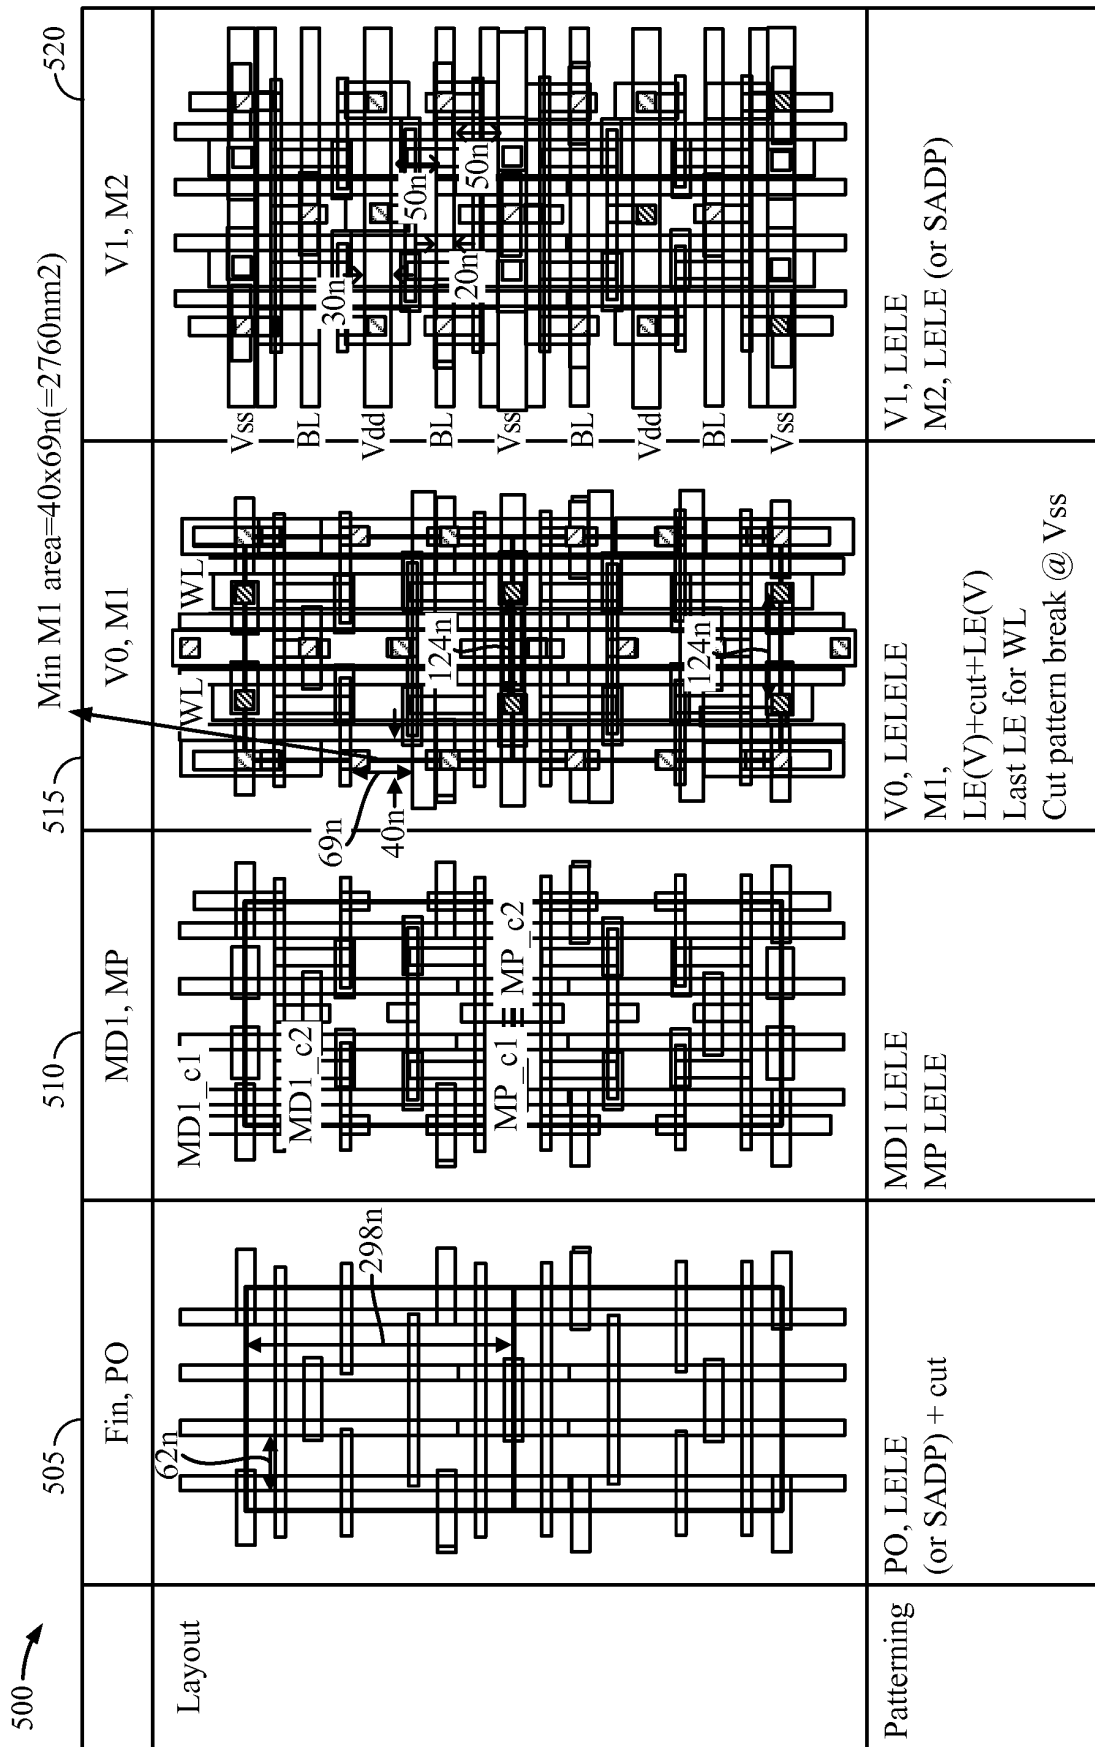 500
505
510
515
520
Min M1 area=40x69n(=2760nm2)
Fin, PO
MD1, MP
V0, M1
V1, M2
Layout
62n
298n
MD1_c1
MD1_c2
MP_c1
MP_c2
69n
40n
WL
WL
124n
124n
Vss
BL
Vdd
BL
Vss
BL
Vdd
BL
Vss
30n
50n
20n
50n
Patterning
PO, LELE
(or SADP) + cut
MD1 LELE
MP LELE
V0, LELELE
M1,
LE(V)+cut+LE(V)
Last LE for WL
Cut pattern break @ Vss
V1, LELE
M2, LELE (or SADP)